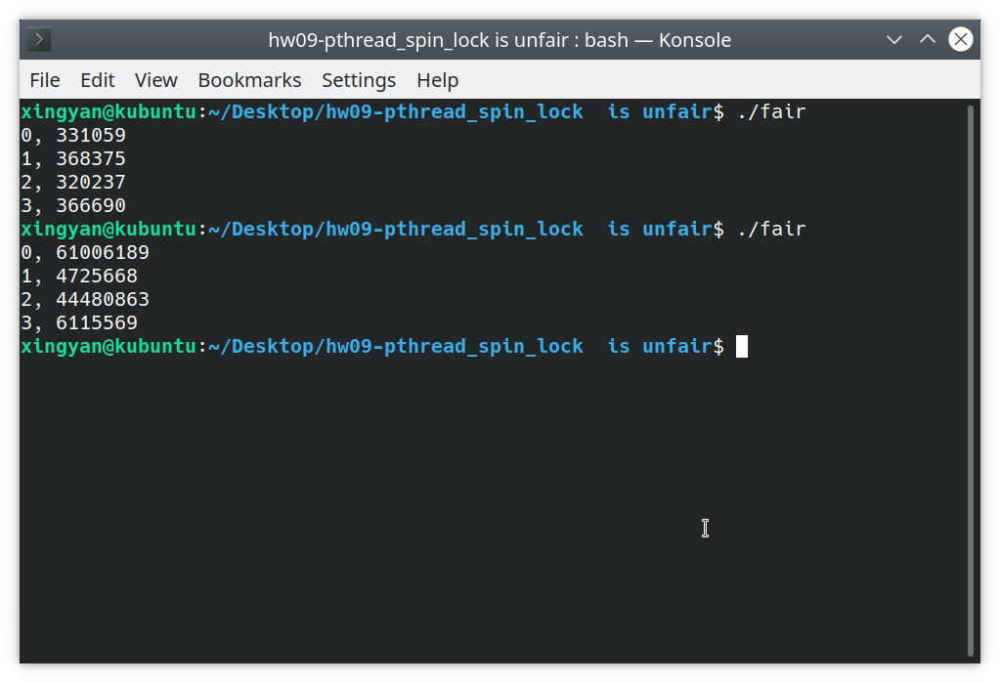 hw09-pthread_spin_lock is unfair : bash — Konsole
File Edit View Bookmarks Settings Help
xingyan@kubuntu:~/Desktop/hw09-pthread_spin_lock  is unfair$ ./fair
0, 331059
1, 368375
2, 320237
3, 366690
xingyan@kubuntu:~/Desktop/hw09-pthread_spin_lock  is unfair$ ./fair
0, 61006189
1, 4725668
2, 44480863
3, 6115569
xingyan@kubuntu:~/Desktop/hw09-pthread_spin_lock  is unfair$